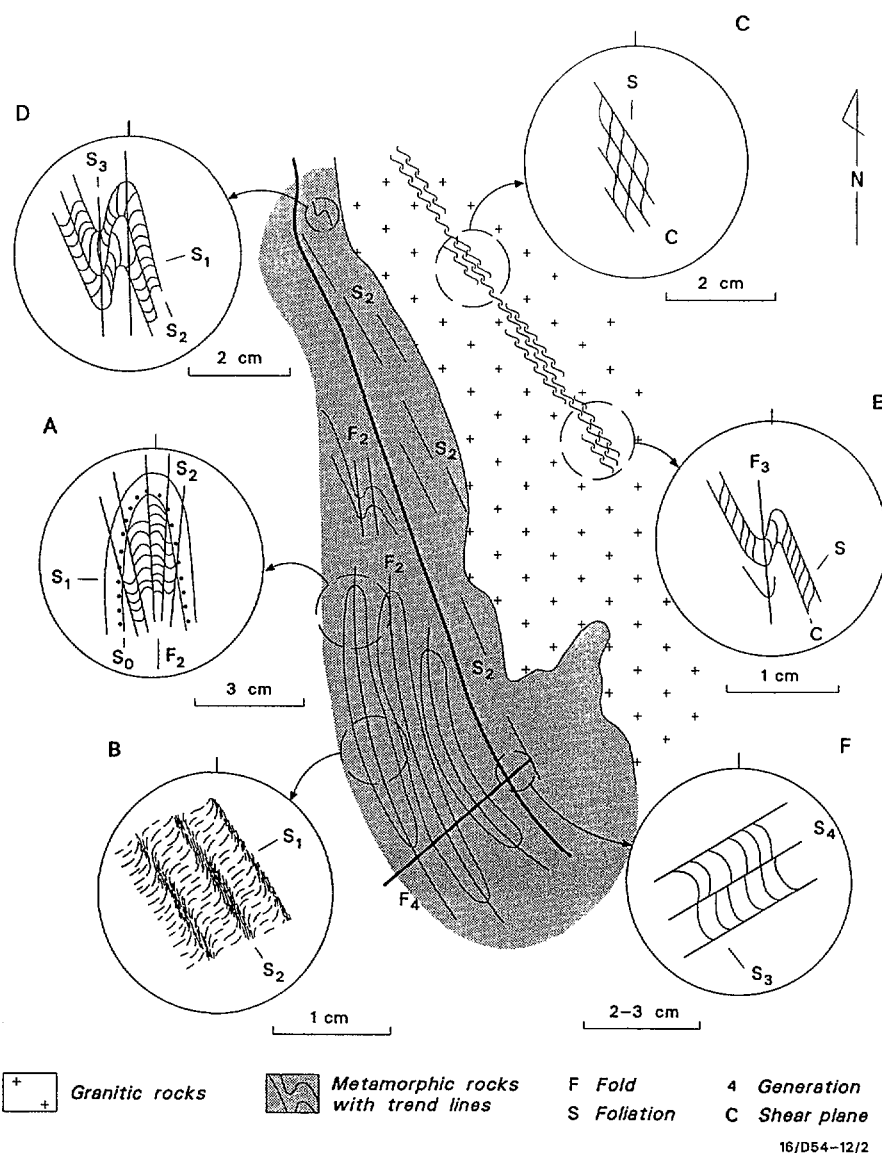 C
D
S
C
N
2 cm
S3
S1
S2
2 cm
S2
A
S2
S1
S0
F2
3 cm
F2
S2
F2
S2
E
F3
S
C
1 cm
B
S1
S2
1 cm
F4
F
S4
S3
2-3 cm
Granitic rocks
Metamorphic rocks
with trend lines
F Fold
S Foliation
4 Generation
C Shear plane
16/D54-12/2